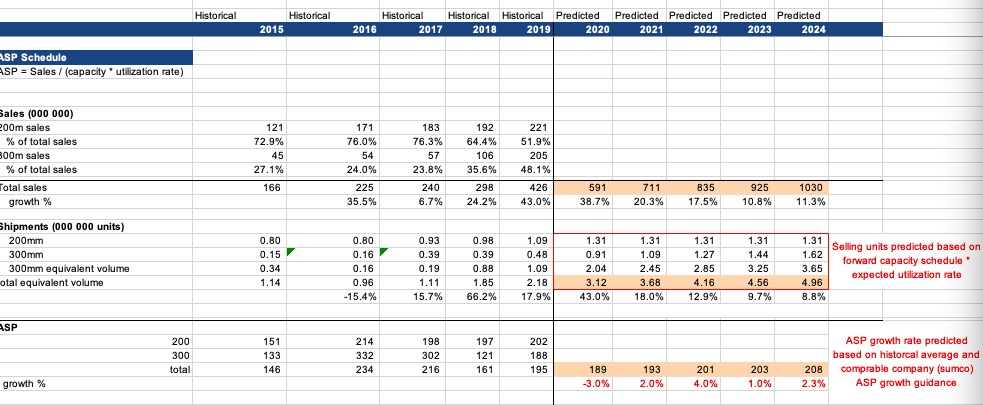 Historical Historical Historical Historical Historical Predicted Predicted Predicted Predicted Predicted
2015 2016 2017 2018 2019 2020 2021 2022 2023 2024
ASP Schedule
ASP = Sales / (capacity * utilization rate)
Sales (000 000)
200m sales 121 171 183 192 221
% of total sales 72.9% 76.0% 76.3% 64.4% 51.9%
300m sales 45 54 57 106 205
% of total sales 27.1% 24.0% 23.8% 35.6% 48.1%
Total sales 166 225 240 298 426 591 711 835 925 1030
growth % 35.5% 6.7% 24.2% 43.0% 38.7% 20.3% 17.5% 10.8% 11.3%
Shipments (000 000 units)
200mm 0.80 0.80 0.93 0.98 1.09 1.31 1.31 1.31 1.31 1.31
300mm 0.15 0.16 0.39 0.39 0.48 0.91 1.09 1.27 1.44 1.62
300mm equivalent volume 0.34 0.16 0.19 0.88 1.09 2.04 2.45 2.85 3.25 3.65
otal equivalent volume 1.14 0.96 1.11 1.85 2.18 3.12 3.68 4.16 4.56 4.96
-15.4% 15.7% 66.2% 17.9% 43.0% 18.0% 12.9% 9.7% 8.8%
Selling units predicted based on
forward capacity schedule *
expected utilization rate
ASP
200 151 214 198 197 202
300 133 332 302 121 188
total 146 234 216 161 195 189 193 201 203 208
growth % -3.0% 2.0% 4.0% 1.0% 2.3%
ASP growth rate predicted
based on historcal average and
comprable company (sumco)
ASP growth guidance